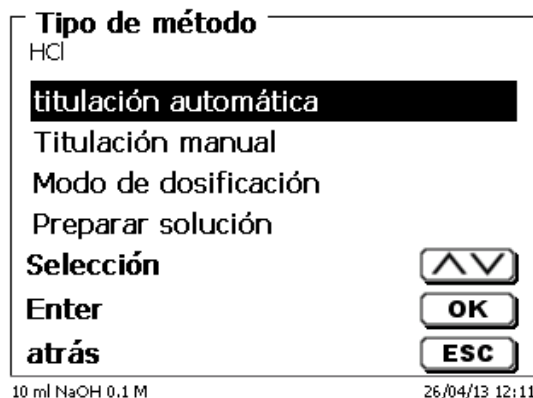 Tipo de método
HCl
titulación automática
Titulación manual
Modo de dosificación
Preparar solución
Selección
Enter OK
atrás ESC
10 ml NaOH 0.1 M 26/04/13 12:11